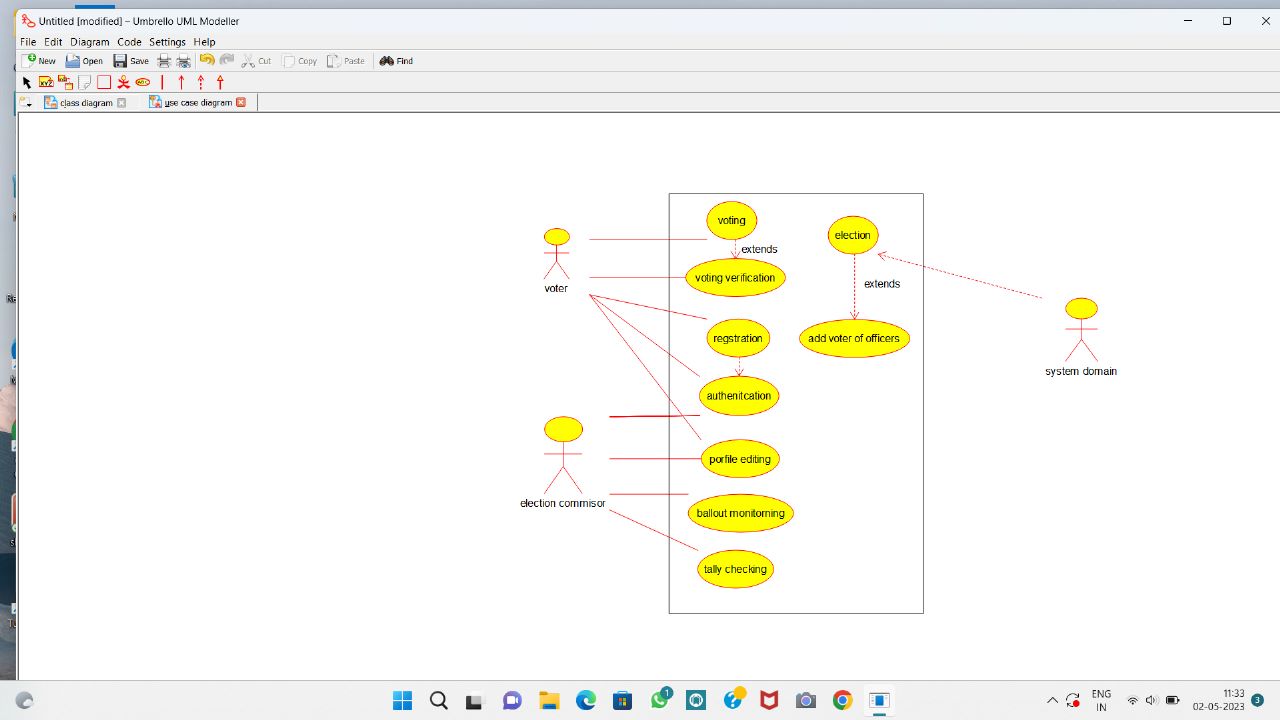 Untitled [modified] – Umbrello UML Modeller
File Edit Diagram Code Settings Help
New Open Save Cut Copy Paste Find
class diagram use case diagram
voting
election
extends
voting verification
voter
extends
regstration
add voter of officers
system domain
authenitcation
porfile editing
election commisor
ballout monitorning
tally checking
1
ENG
IN
11:33
02-05-2023
3